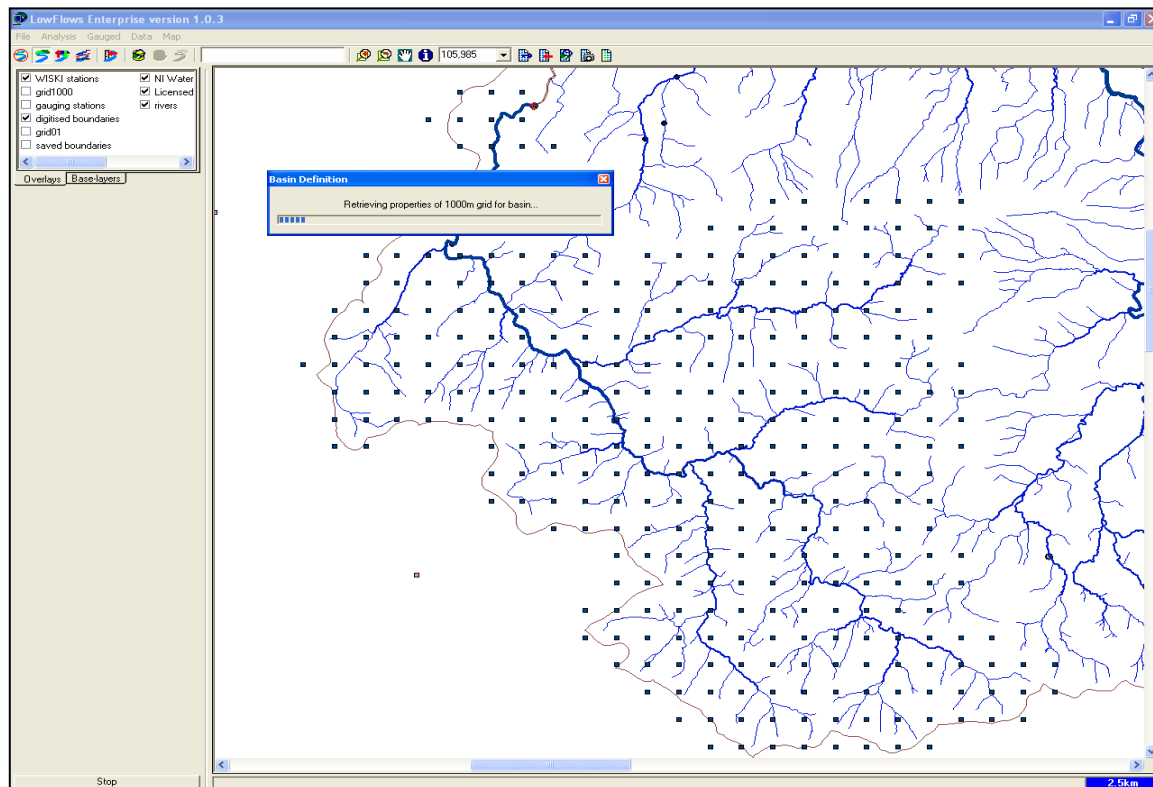 LowFlows Enterprise version 1.0.3
File Analysis Gauged Data Map
105,985
WISKI stations
NI Water
grid1000
Licensed
gauging stations
rivers
digitised boundaries
grid01
saved boundaries
Overlays Base-layers
Basin Definition
Retrieving properties of 1000m grid for basin...
Stop
2.5km